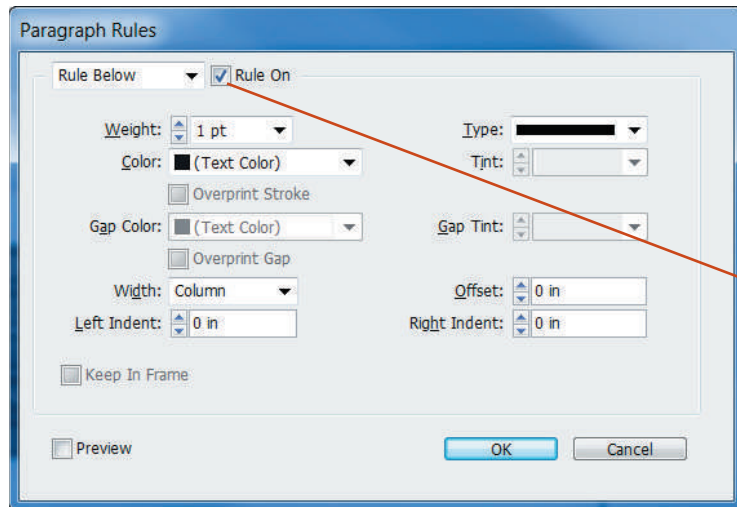 Paragraph Rules
Rule Below Rule On
Weight: 1 pt Type:
Color: (Text Color) Tint:
Overprint Stroke
Gap Color: (Text Color) Gap Tint:
Overprint Gap
Width: Column Offset: 0 in
Left Indent: 0 in Right Indent: 0 in
Keep In Frame
Preview OK Cancel